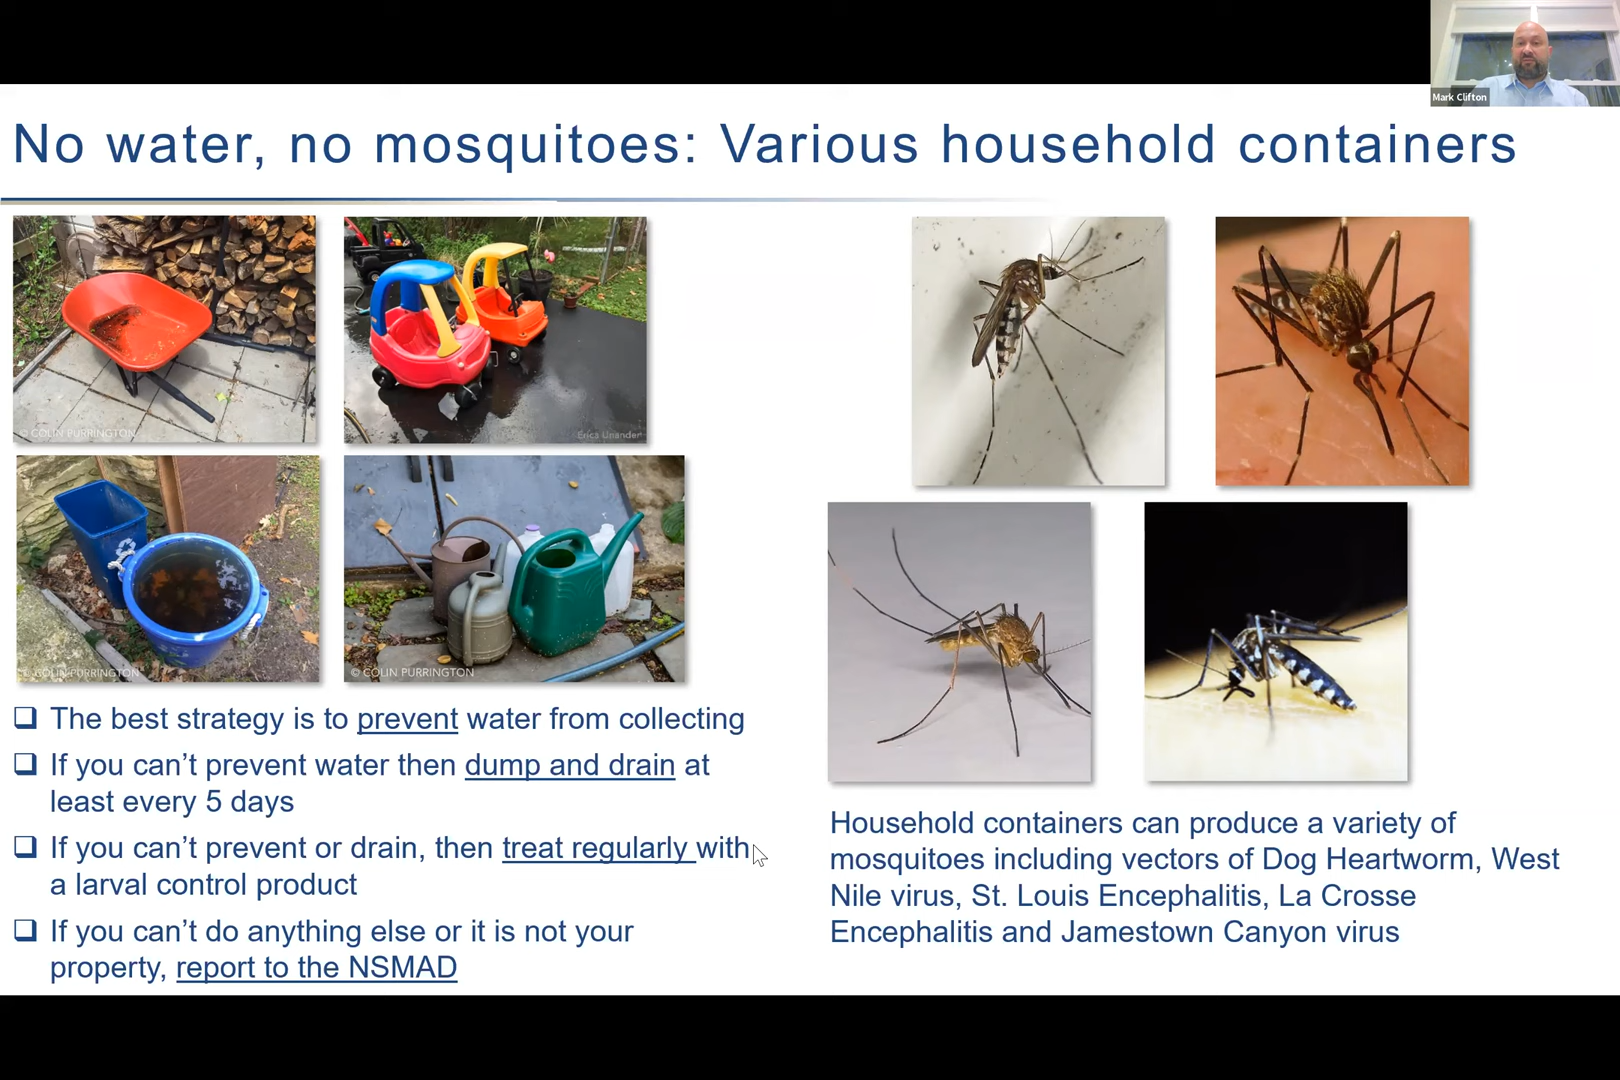 Mark Clifton
No water, no mosquitoes: Various household containers
© COLIN PURRINGTON
Erica Unander
© COLIN PURRINGTON
© COLIN PURRINGTON
The best strategy is to prevent water from collecting
If you can’t prevent water then dump and drain at
least every 5 days
If you can’t prevent or drain, then treat regularly with
a larval control product
If you can’t do anything else or it is not your
property, report to the NSMAD
Household containers can produce a variety of
mosquitoes including vectors of Dog Heartworm, West
Nile virus, St. Louis Encephalitis, La Crosse
Encephalitis and Jamestown Canyon virus